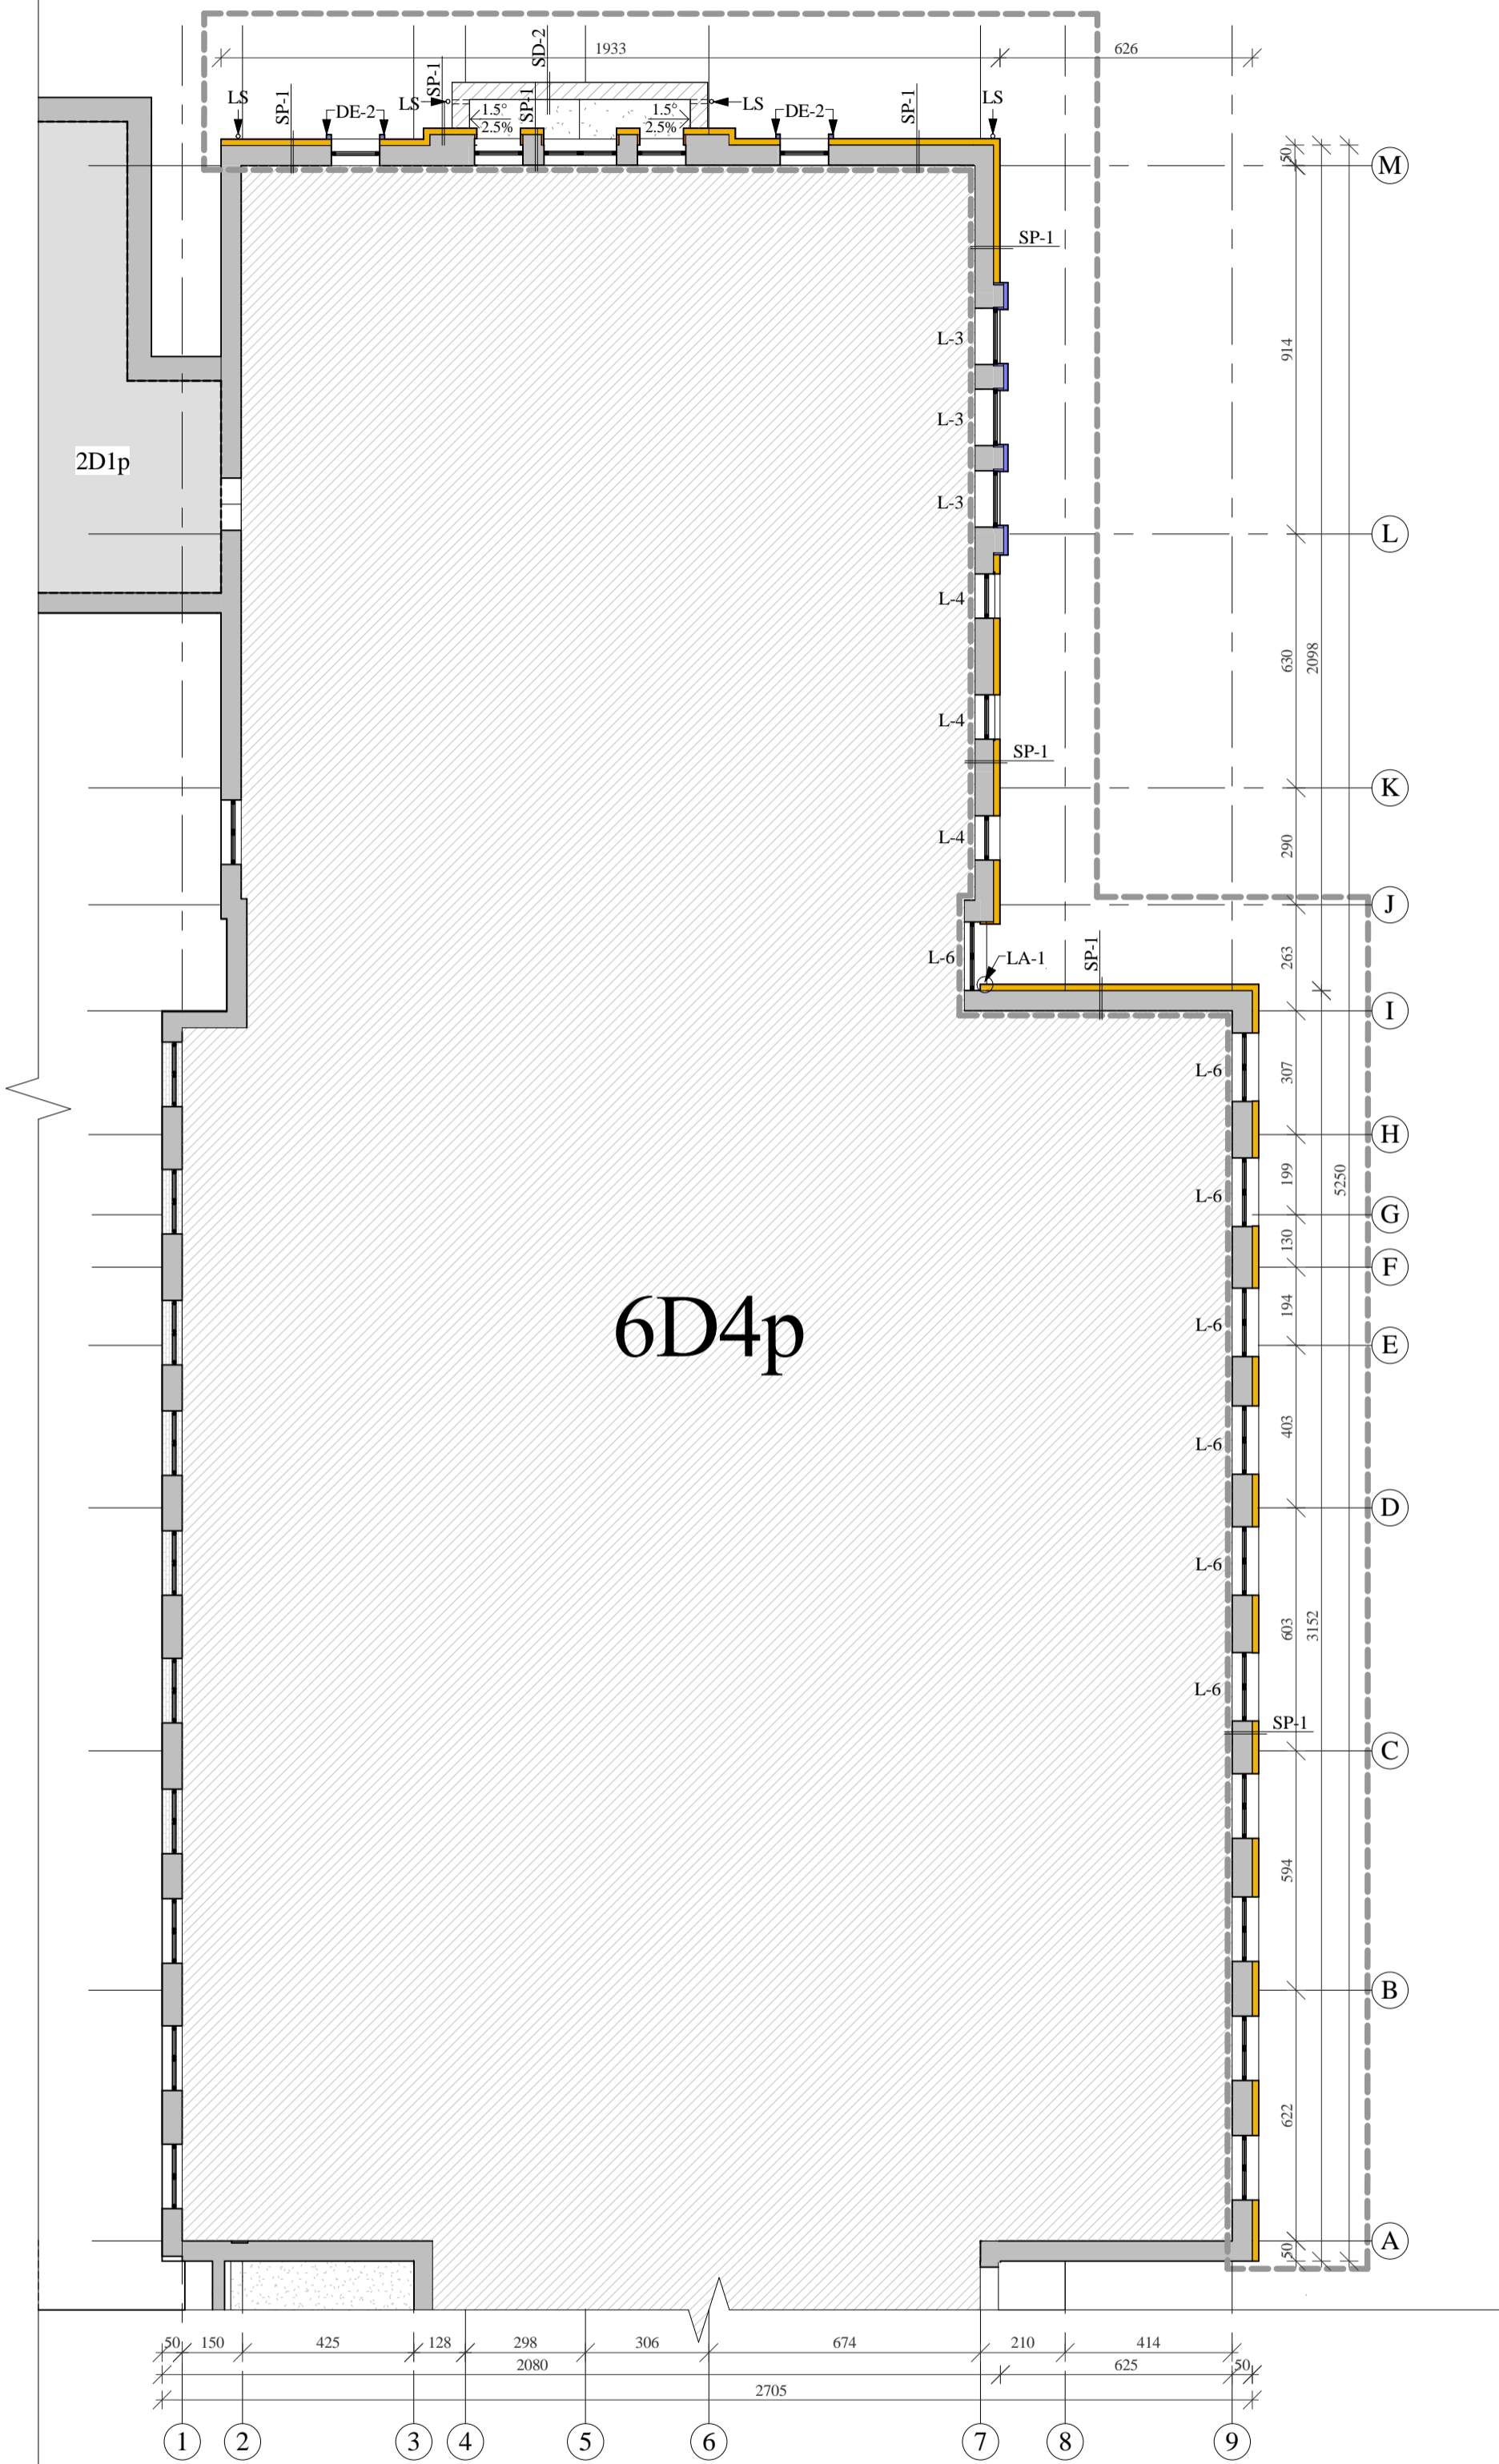 1933
626
SD-2
SP-1
SP-1
SP-1
SP-1
LS
LS
LS
LS
DE-2
DE-2
1.5°
2.5%
1.5°
2.5%
50
M
SP-1
L-3
914
L-3
2D1p
L-3
L
L-4
630
2098
L-4
SP-1
K
L-4
290
J
L-6
LA-1
SP-1
263
I
L-6
307
H
L-6
199
5250
G
130
F
6D4p
L-6
194
E
L-6
403
D
L-6
603
3152
L-6
SP-1
C
594
B
622
A
50
50
150
425
128
298
306
674
210
414
2080
625
50
2705
1
2
3
4
5
6
7
8
9